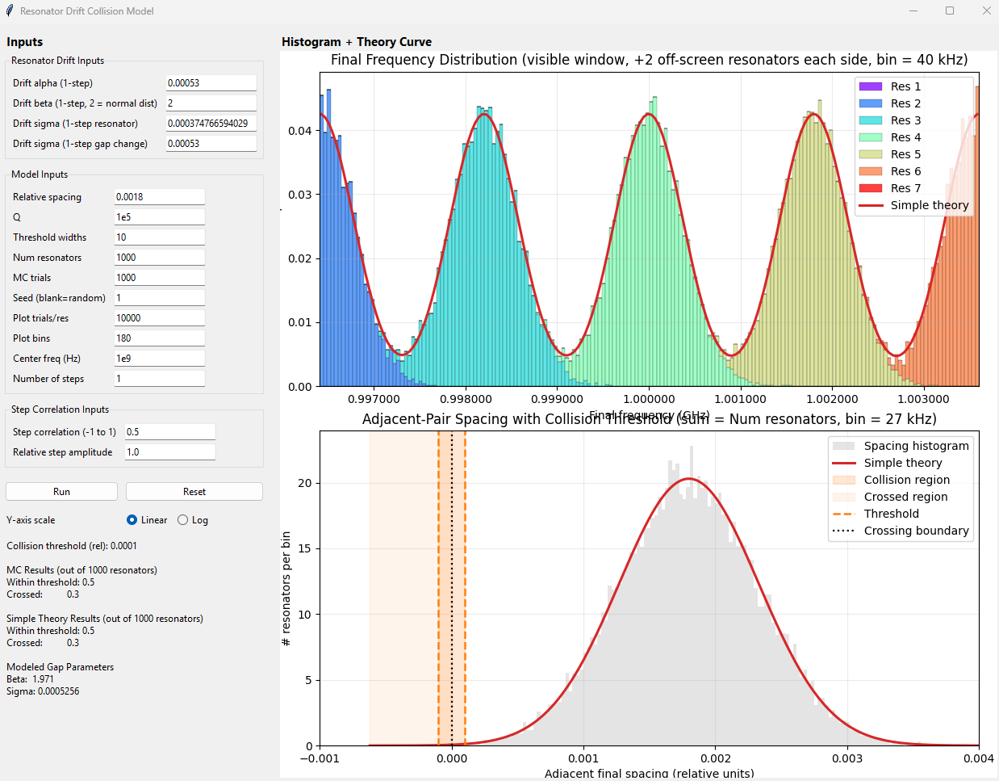 Resonator Drift Collision Model
Inputs
Resonator Drift Inputs
Drift alpha (1-step) 0.00053
Drift beta (1-step, 2 = normal dist) 2
Drift sigma (1-step resonator) 0.000374766594029
Drift sigma (1-step gap change) 0.00053
Model Inputs
Relative spacing 0.0018
Q 1e5
Threshold widths 10
Num resonators 1000
MC trials 1000
Seed (blank=random) 1
Plot trials/res 10000
Plot bins 180
Center freq (Hz) 1e9
Number of steps 1
Step Correlation Inputs
Step correlation (-1 to 1) 0.5
Relative step amplitude 1.0
Run Reset
Y-axis scale Linear Log
Collision threshold (rel): 0.0001
MC Results (out of 1000 resonators)
Within threshold: 0.5
Crossed: 0.3
Simple Theory Results (out of 1000 resonators)
Within threshold: 0.5
Crossed: 0.3
Modeled Gap Parameters
Beta: 1.971
Sigma: 0.0005256
Histogram + Theory Curve
Final Frequency Distribution (visible window, +2 off-screen resonators each side, bin = 40 kHz)
0.04
0.03
0.02
0.01
0.00
Res 1
Res 2
Res 3
Res 4
Res 5
Res 6
Res 7
Simple theory
0.997000 0.998000 0.999000 1.000000 1.001000 1.002000 1.003000
Final frequency (GHz)
Adjacent-Pair Spacing with Collision Threshold (sum = Num resonators, bin = 27 kHz)
# resonators per bin
20
15
10
5
0
Spacing histogram
Simple theory
Collision region
Crossed region
Threshold
Crossing boundary
−0.001 0.000 0.001 0.002 0.003 0.004
Adjacent final spacing (relative units)